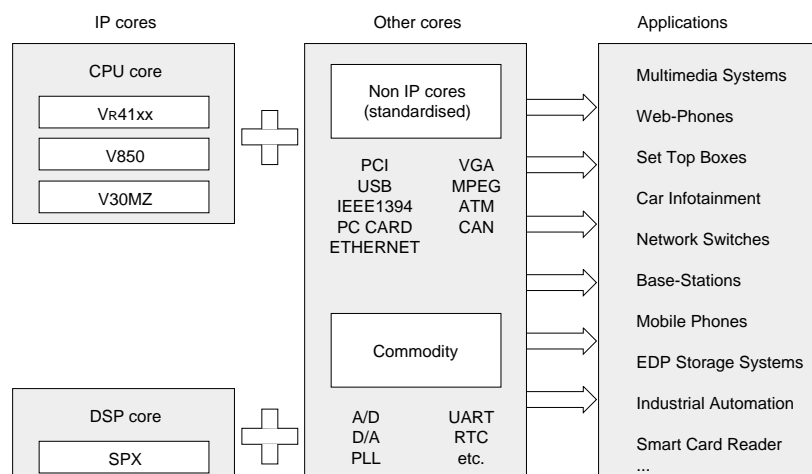 IP cores
Other cores
Applications
CPU core
VR41xx
V850
V30MZ
DSP core
SPX
Non IP cores
(standardised)
PCI
USB
IEEE1394
PC CARD
ETHERNET
VGA
MPEG
ATM
CAN
Commodity
A/D
D/A
PLL
UART
RTC
etc.
Multimedia Systems
Web-Phones
Set Top Boxes
Car Infotainment
Network Switches
Base-Stations
Mobile Phones
EDP Storage Systems
Industrial Automation
Smart Card Reader
...